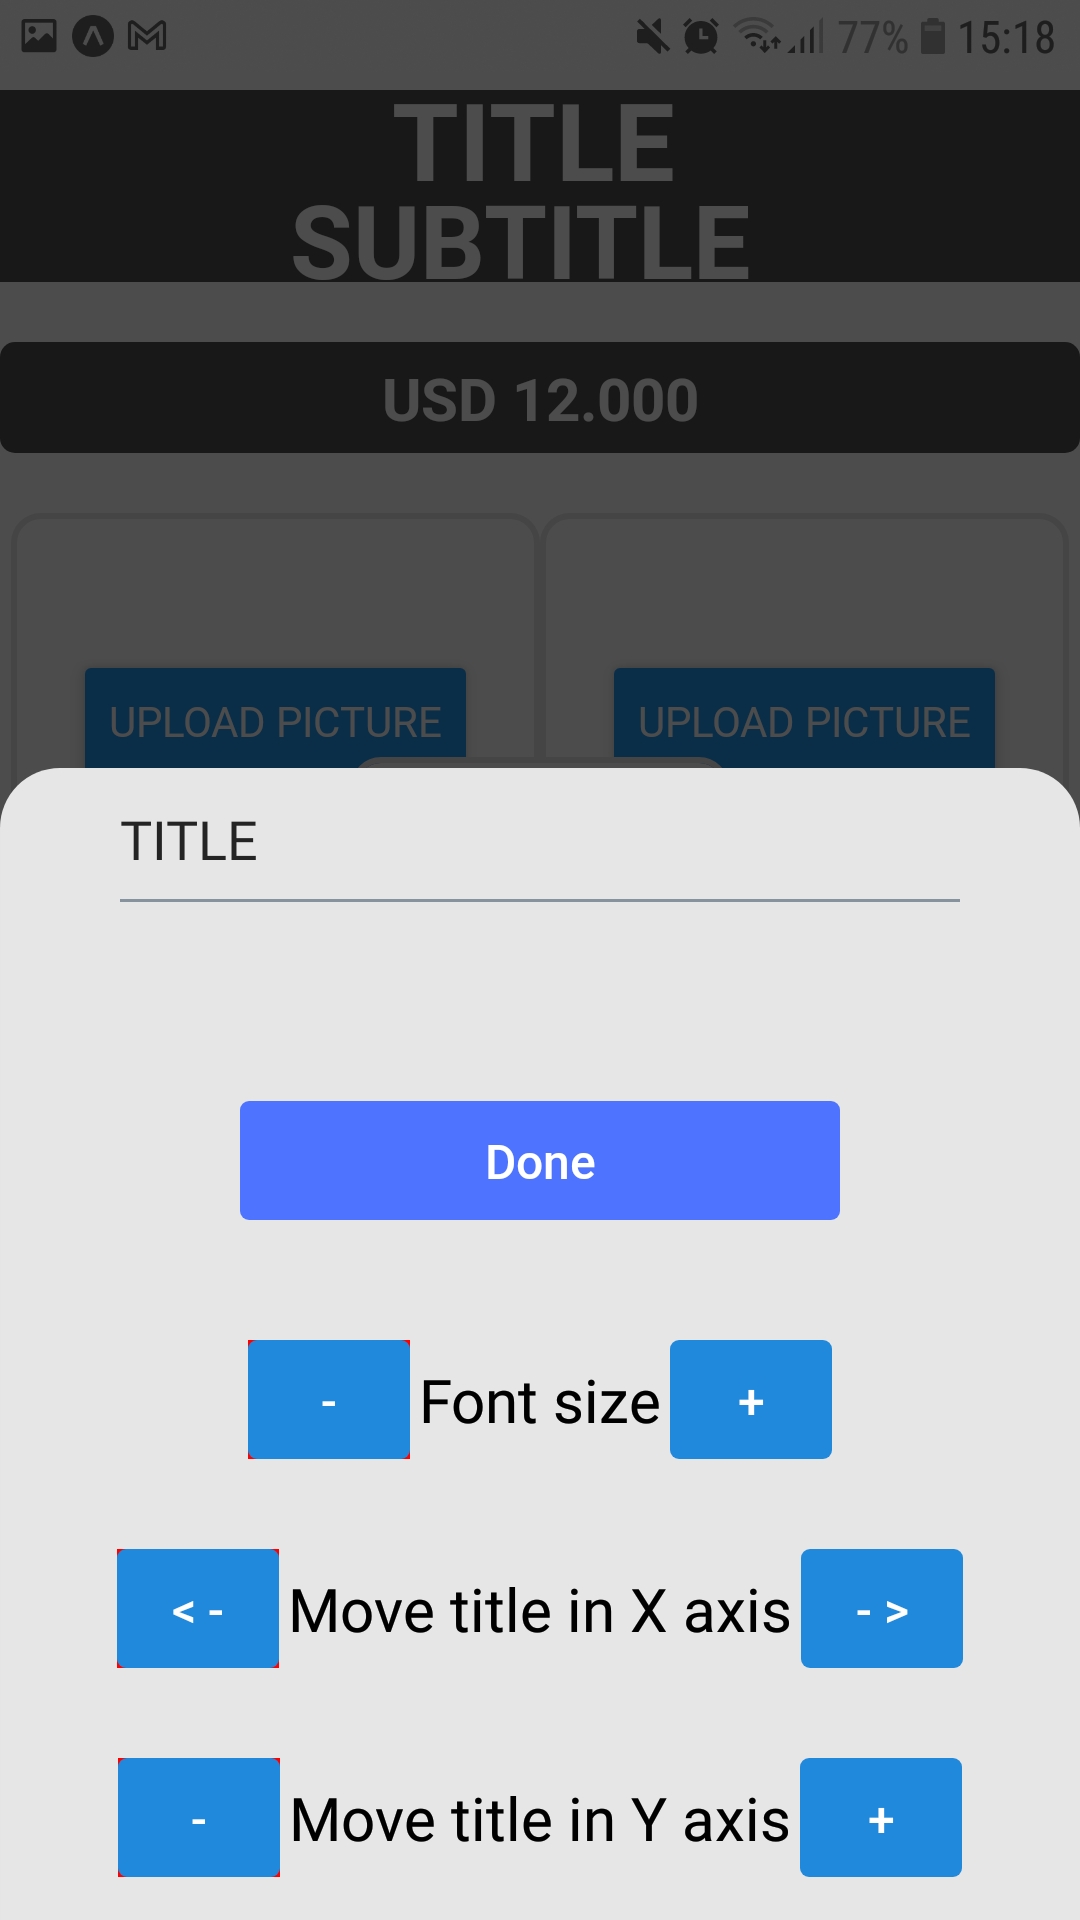 77% 15:18
TITLE
SUBTITLE
USD 12.000
UPLOAD PICTURE UPLOAD PICTURE
TITLE
Done
- Font size +
< - Move title in X axis - >
- Move title in Y axis +